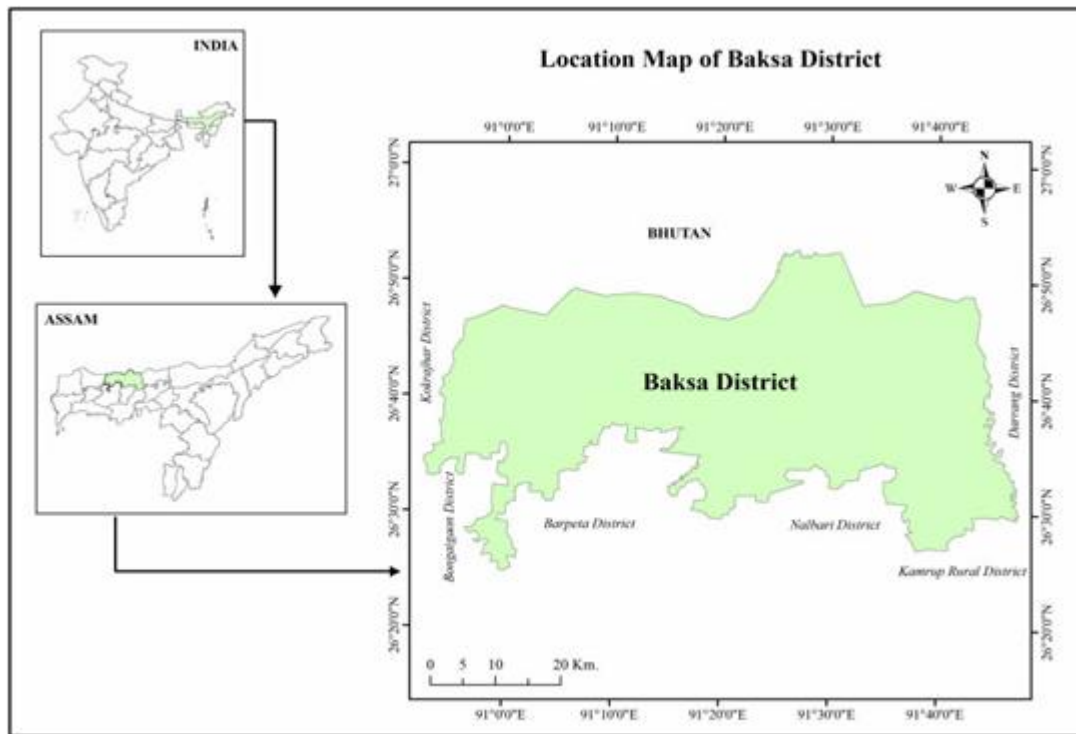 INDIA
Location Map of Baksa District
91°0'0"E 91°10'0"E 91°20'0"E 91°30'0"E 91°40'0"E
27°0'0"N
27°0'0"N
N
W E
S
BHUTAN
26°50'0"N
26°50'0"N
ASSAM
Kokrajhar District
Baksa District
Darrang District
26°40'0"N
26°40'0"N
Bongaigaon District
26°30'0"N
26°30'0"N
Barpeta District
Nalbari District
Kamrup Rural District
26°20'0"N
26°20'0"N
0 5 10 20 Km.
91°0'0"E 91°10'0"E 91°20'0"E 91°30'0"E 91°40'0"E